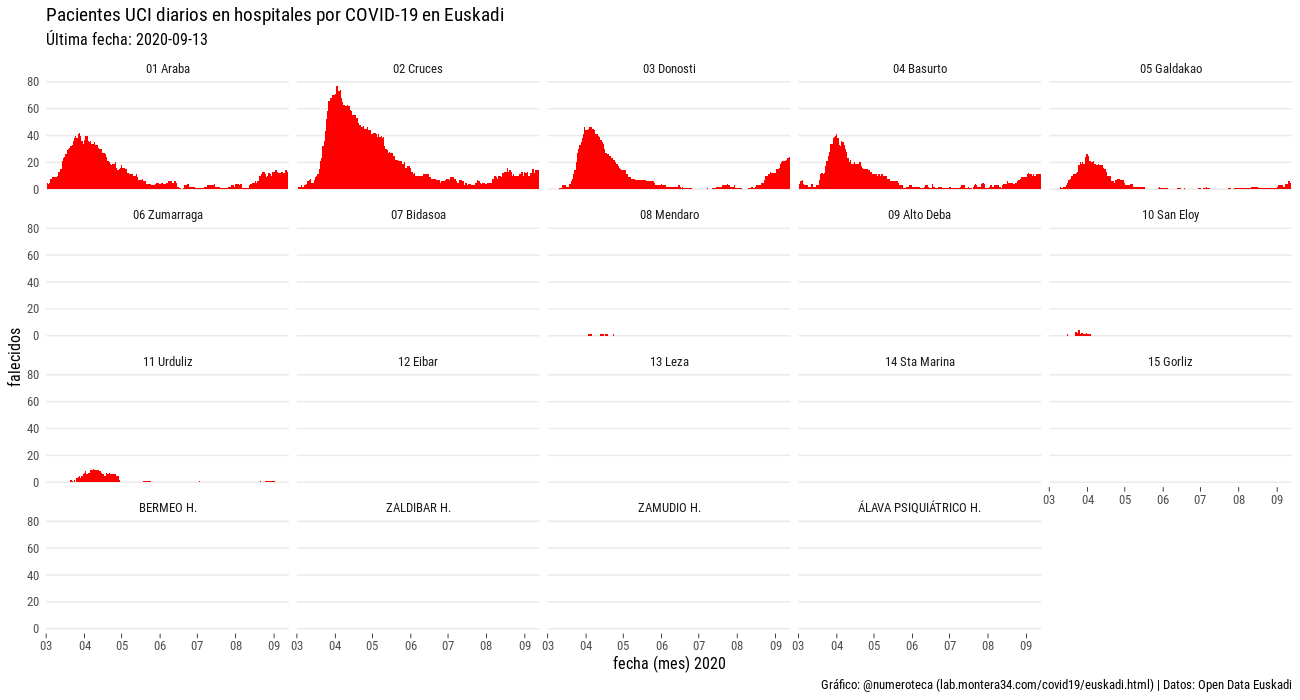 Pacientes UCI diarios en hospitales por COVID-19 en Euskadi
Última fecha: 2020-09-13
01 Araba 02 Cruces 03 Donosti 04 Basurto 05 Galdakao
80
60
40
20
0
06 Zumarraga 07 Bidasoa 08 Mendaro 09 Alto Deba 10 San Eloy
80
60
40
20
0
falecidos
11 Urduliz 12 Eibar 13 Leza 14 Sta Marina 15 Gorliz
80
60
40
20
0
03 04 05 06 07 08 09
BERMEO H. ZALDIBAR H. ZAMUDIO H. ÁLAVA PSIQUIÁTRICO H.
80
60
40
20
0
03 04 05 06 07 08 09 03 04 05 06 07 08 09 03 04 05 06 07 08 09 03 04 05 06 07 08 09
fecha (mes) 2020
Gráfico: @numeroteca (lab.montera34.com/covid19/euskadi.html) | Datos: Open Data Euskadi